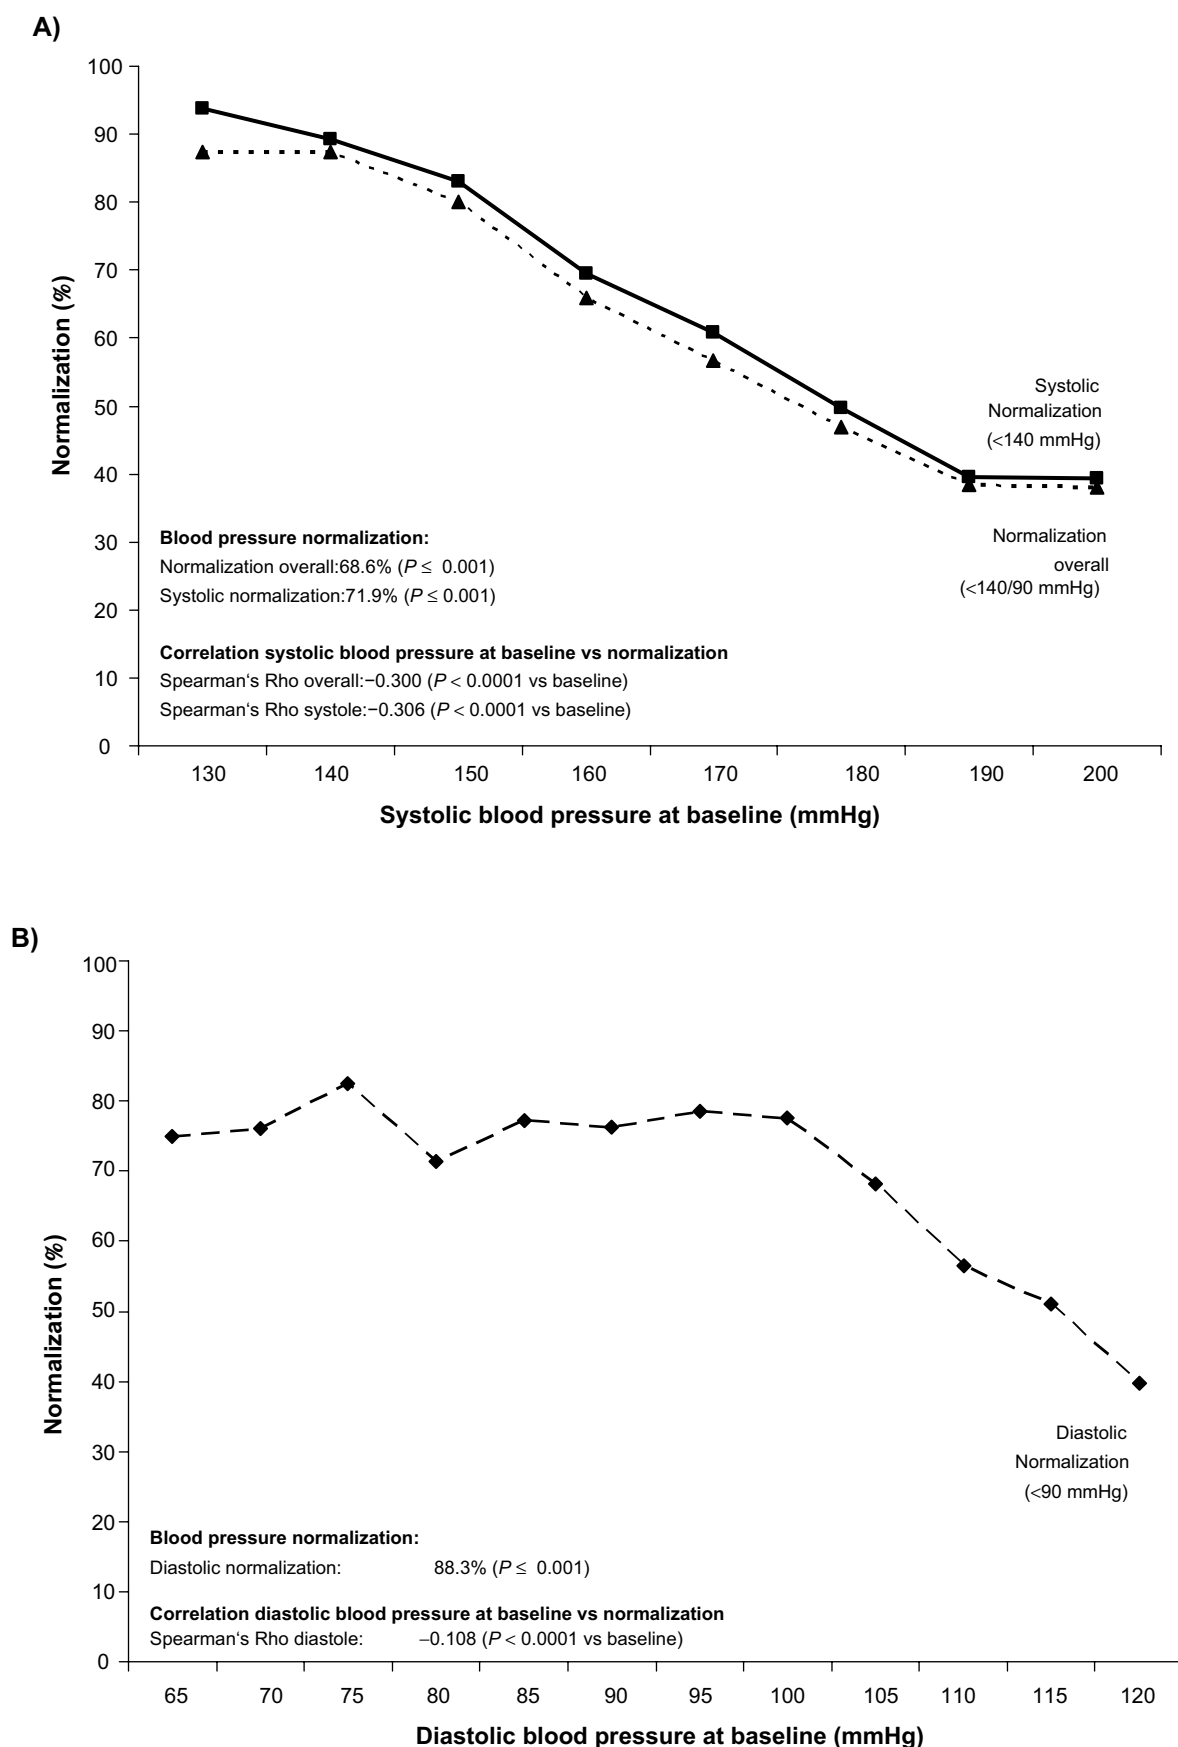 A)
100
90
80
70
60
50
40
30
20
10
0
Normalization (%)
Systolic
Normalization
(<140 mmHg)
Normalization
overall
(<140/90 mmHg)
Blood pressure normalization:
Normalization overall:68.6% (P ≤ 0.001)
Systolic normalization:71.9% (P ≤ 0.001)
Correlation systolic blood pressure at baseline vs normalization
Spearman‘s Rho overall:−0.300 (P < 0.0001 vs baseline)
Spearman‘s Rho systole:−0.306 (P < 0.0001 vs baseline)
130 140 150 160 170 180 190 200
Systolic blood pressure at baseline (mmHg)
B)
100
90
80
70
60
50
40
30
20
10
0
Normalization (%)
Diastolic
Normalization
(<90 mmHg)
Blood pressure normalization:
Diastolic normalization: 88.3% (P ≤ 0.001)
Correlation diastolic blood pressure at baseline vs normalization
Spearman‘s Rho diastole: −0.108 (P < 0.0001 vs baseline)
65 70 75 80 85 90 95 100 105 110 115 120
Diastolic blood pressure at baseline (mmHg)